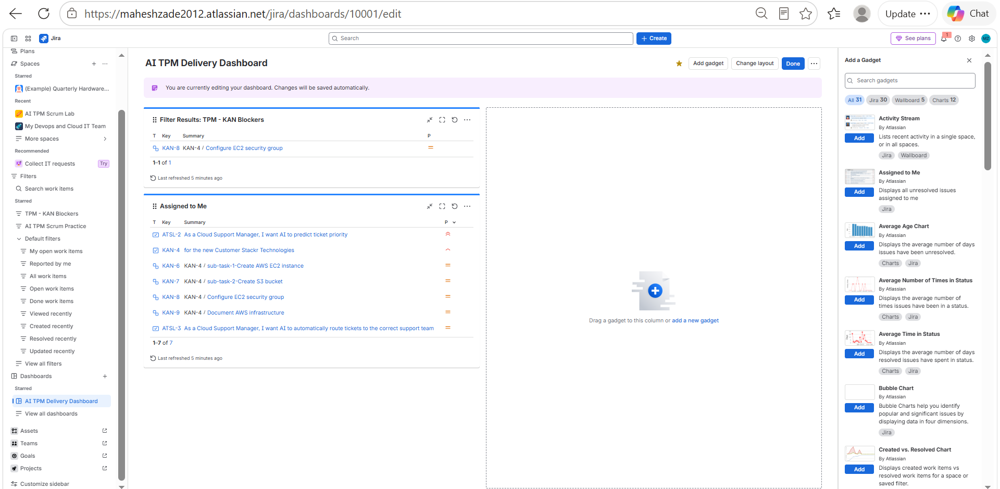 https://maheshzade2012.atlassian.net/jira/dashboards/10001/edit
Update
Chat
Jira
Search
Create
See plans
1
MZ
Plans
Spaces
Starred
(Example) Quarterly Hardware...
Recent
AI TPM Scrum Lab
My Devops and Cloud IT Team
More spaces
Recommended
Collect IT requests
Try
Filters
Search work items
Starred
TPM - KAN Blockers
AI TPM Scrum Practice
Default filters
My open work items
Reported by me
All work items
Open work items
Done work items
Viewed recently
Created recently
Resolved recently
Updated recently
View all filters
Dashboards
Starred
AI TPM Delivery Dashboard
View all dashboards
Assets
Teams
Goals
Projects
Customize sidebar
AI TPM Delivery Dashboard
Add gadget
Change layout
Done
You are currently editing your dashboard. Changes will be saved automatically.
Filter Results: TPM - KAN Blockers
T Key Summary P
KAN-8 KAN-4 / Configure EC2 security group
1–1 of 1
Last refreshed 5 minutes ago
Assigned to Me
T Key Summary P
ATSL-2 As a Cloud Support Manager, I want AI to predict ticket priority
KAN-4 for the new Customer Stackr Technologies
KAN-6 KAN-4 / sub-task-1-Create AWS EC2 instance
KAN-7 KAN-4 / sub-task-2-Create S3 bucket
KAN-8 KAN-4 / Configure EC2 security group
KAN-9 KAN-4 / Document AWS infrastructure
ATSL-3 As a Cloud Support Manager, I want AI to automatically route tickets to the correct support team
1–7 of 7
Last refreshed 5 minutes ago
Drag a gadget to this column or add a new gadget
Add a Gadget
Search gadgets
All 31 Jira 30 Wallboard 5 Charts 12
Activity Stream
By Atlassian
Add
Lists recent activity in a single space,
or in all spaces.
Jira Wallboard
Assigned to Me
By Atlassian
Add
Displays all unresolved issues
assigned to me
Jira
Average Age Chart
By Atlassian
Add
Displays the average number of days
issues have been unresolved.
Charts Jira
Average Number of Times in Status
By Atlassian
Add
Displays the average number of
times issues have been in a status.
Charts Jira
Average Time in Status
By Atlassian
Add
Displays the average number of days
resolved issues have spent in status.
Charts Jira
Bubble Chart
By Atlassian
Add
Bubble Charts help you identify
popular and significant issues by
displaying data in four dimensions.
Jira
Created vs. Resolved Chart
By Atlassian
Add
Displays created work items vs
resolved work items for a space or
saved filter.